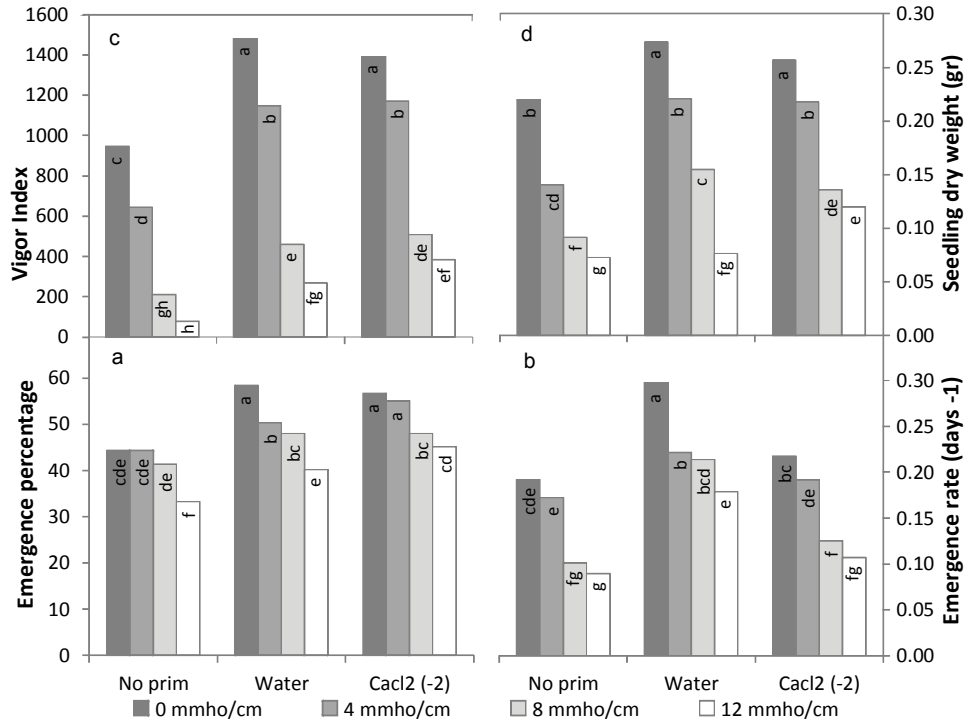 c
d
1600
1400
1200
1000
800
600
400
200
0
Vigor Index
a
b
c
a
a
d
b
b
gh
e
de
h
fg
ef
0.30
0.25
0.20
0.15
0.10
0.05
0.00
Seedling dry weight (gr)
b
a
a
cd
b
b
f
c
de
g
fg
e
60
50
40
30
20
10
0
Emergence percentage
cde
cde
de
f
a
b
bc
e
a
a
bc
cd
0.30
0.25
0.20
0.15
0.10
0.05
0.00
Emergence rate (days -1)
cde
e
fg
g
a
b
bcd
e
bc
de
f
fg
No prim Water Cacl2 (-2) No prim Water Cacl2 (-2)
0 mmho/cm 4 mmho/cm 8 mmho/cm 12 mmho/cm